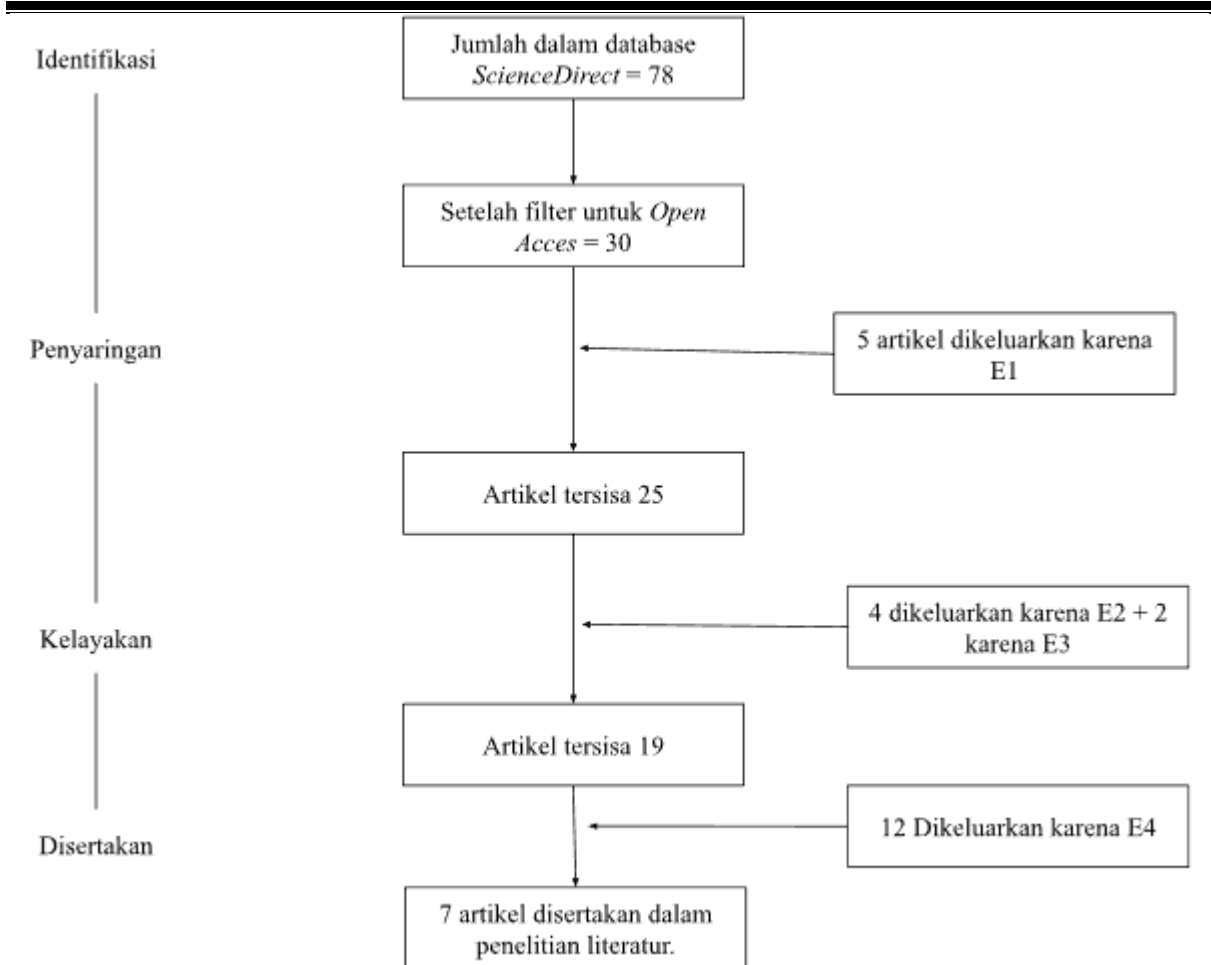 Identifikasi
Jumlah dalam database
ScienceDirect = 78
Setelah filter untuk Open
Acces = 30
Penyaringan
5 artikel dikeluarkan karena
E1
Artikel tersisa 25
Kelayakan
4 dikeluarkan karena E2 + 2
karena E3
Artikel tersisa 19
Disertakan
12 Dikeluarkan karena E4
7 artikel disertakan dalam
penelitian literatur.